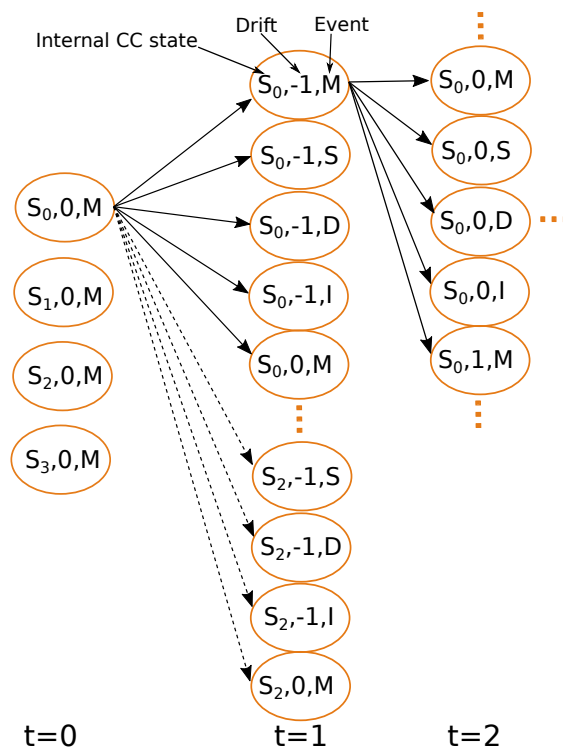 Drift
Event
Internal CC state
S₀,-1,M
S₀,-1,S
S₀,-1,D
S₀,-1,I
S₀,0,M
S₂,-1,S
S₂,-1,D
S₂,-1,I
S₂,0,M
S₀,0,M
S₁,0,M
S₂,0,M
S₃,0,M
S₀,0,M
S₀,0,S
S₀,0,D
S₀,0,I
S₀,1,M
t=0
t=1
t=2